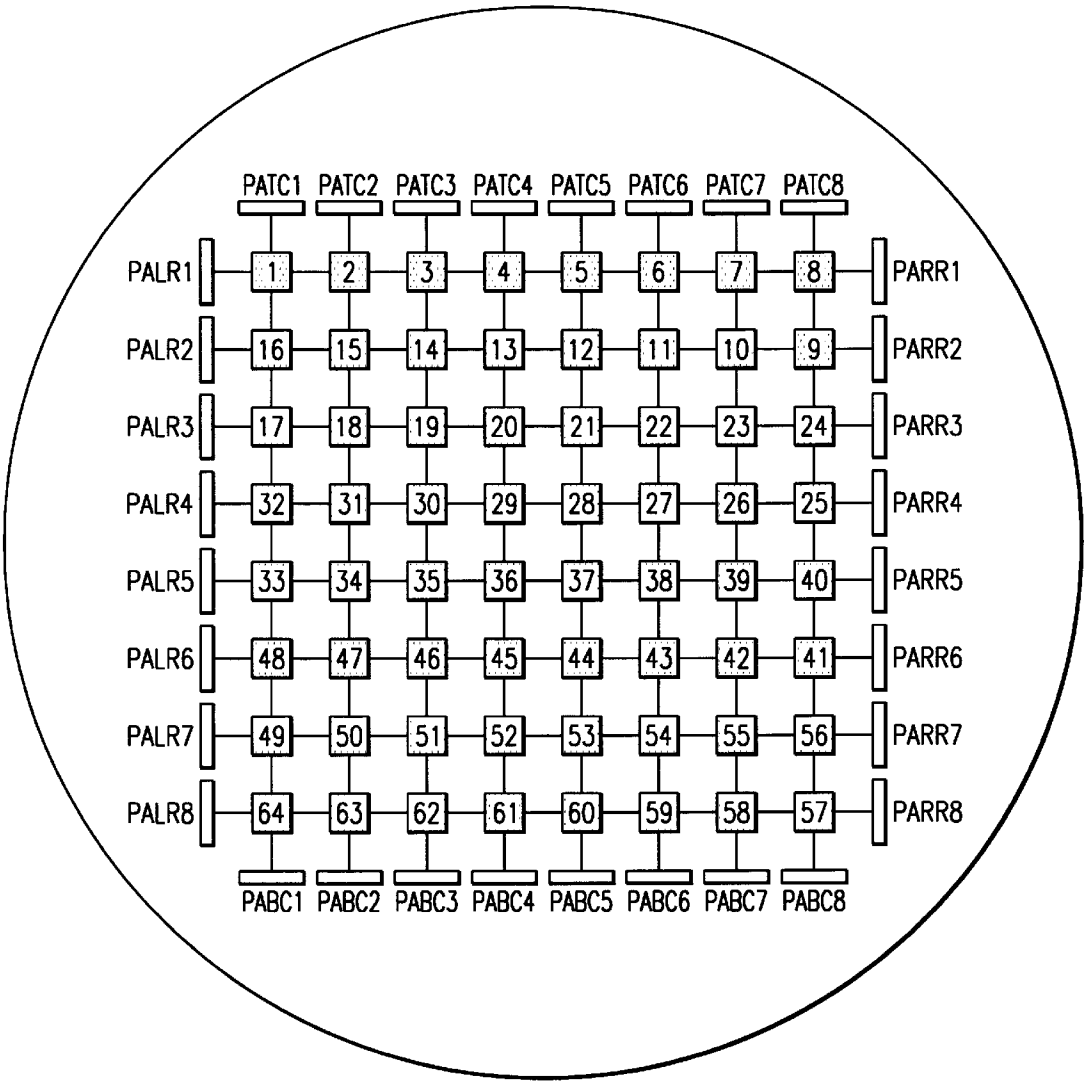 PATC1 PATC2 PATC3 PATC4 PATC5 PATC6 PATC7 PATC8
PALR1 1 2 3 4 5 6 7 8 PARR1
PALR2 16 15 14 13 12 11 10 9 PARR2
PALR3 17 18 19 20 21 22 23 24 PARR3
PALR4 32 31 30 29 28 27 26 25 PARR4
PALR5 33 34 35 36 37 38 39 40 PARR5
PALR6 48 47 46 45 44 43 42 41 PARR6
PALR7 49 50 51 52 53 54 55 56 PARR7
PALR8 64 63 62 61 60 59 58 57 PARR8
PABC1 PABC2 PABC3 PABC4 PABC5 PABC6 PABC7 PABC8